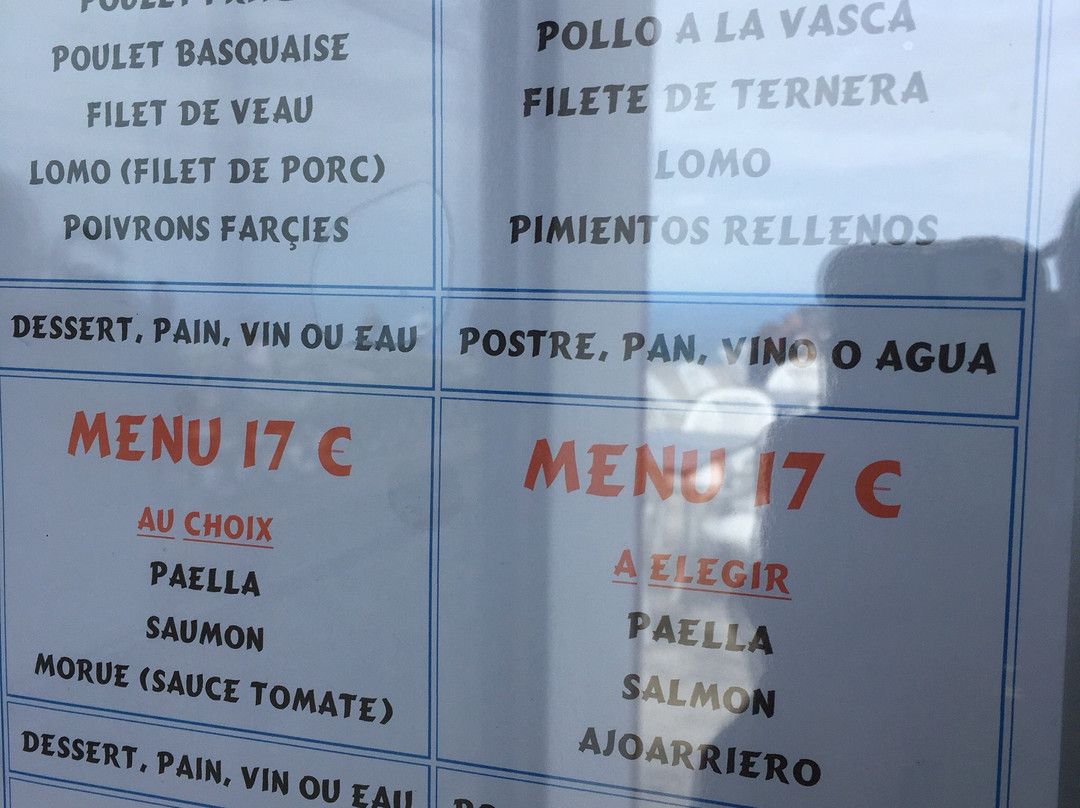 POULET
POULET BASQUAISE
FILET DE VEAU
LOMO (FILET DE PORC)
POIVRONS FARÇIES
DESSERT, PAIN, VIN OU EAU
MENU 17 €
AU CHOIX
PAELLA
SAUMON
MORUE (SAUCE TOMATE)
DESSERT, PAIN, VIN OU EAU
POLLO A LA VASCA
FILETE DE TERNERA
LOMO
PIMIENTOS RELLENOS
POSTRE, PAN, VINO O AGUA
MENU 17 €
A ELEGIR
PAELLA
SALMON
AJOARRIERO